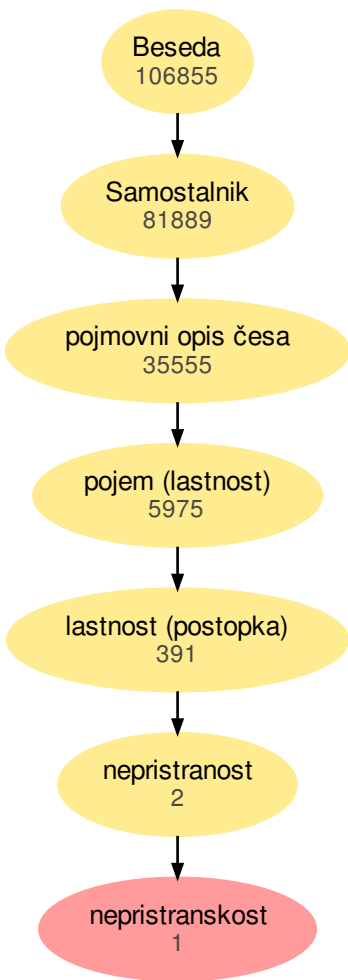 Beseda
106855
Samostalnik
81889
pojmovni opis česa
35555
pojem (lastnost)
5975
lastnost (postopka)
391
nepristranost
2
nepristranskost
1